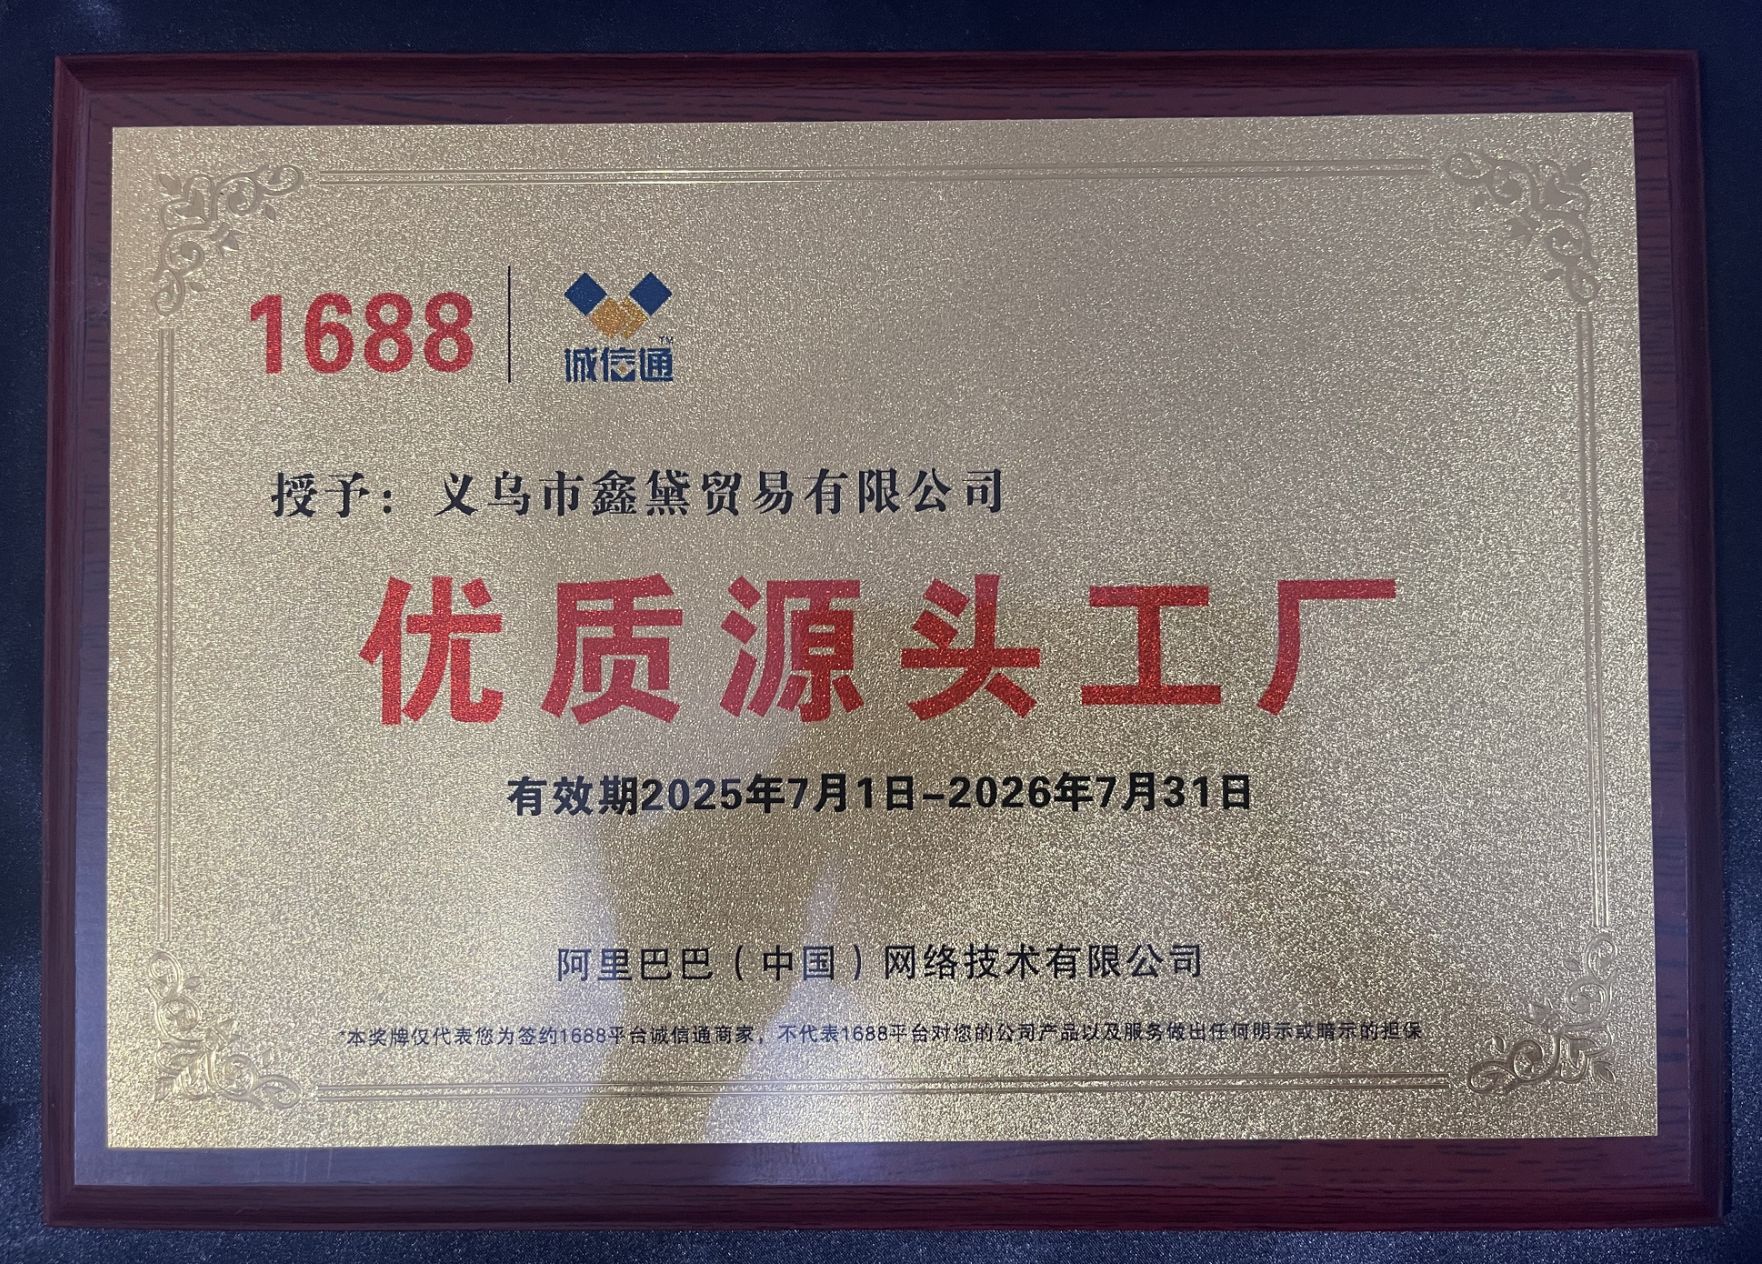 1688
诚信通TM
授予：义乌市鑫黛贸易有限公司
优质源头工厂
有效期2025年7月1日-2026年7月31日
阿里巴巴（中国）网络技术有限公司
*本奖牌仅代表您为签约1688平台诚信通商家，不代表1688平台对您的公司产品以及服务做出任何明示或暗示的担保